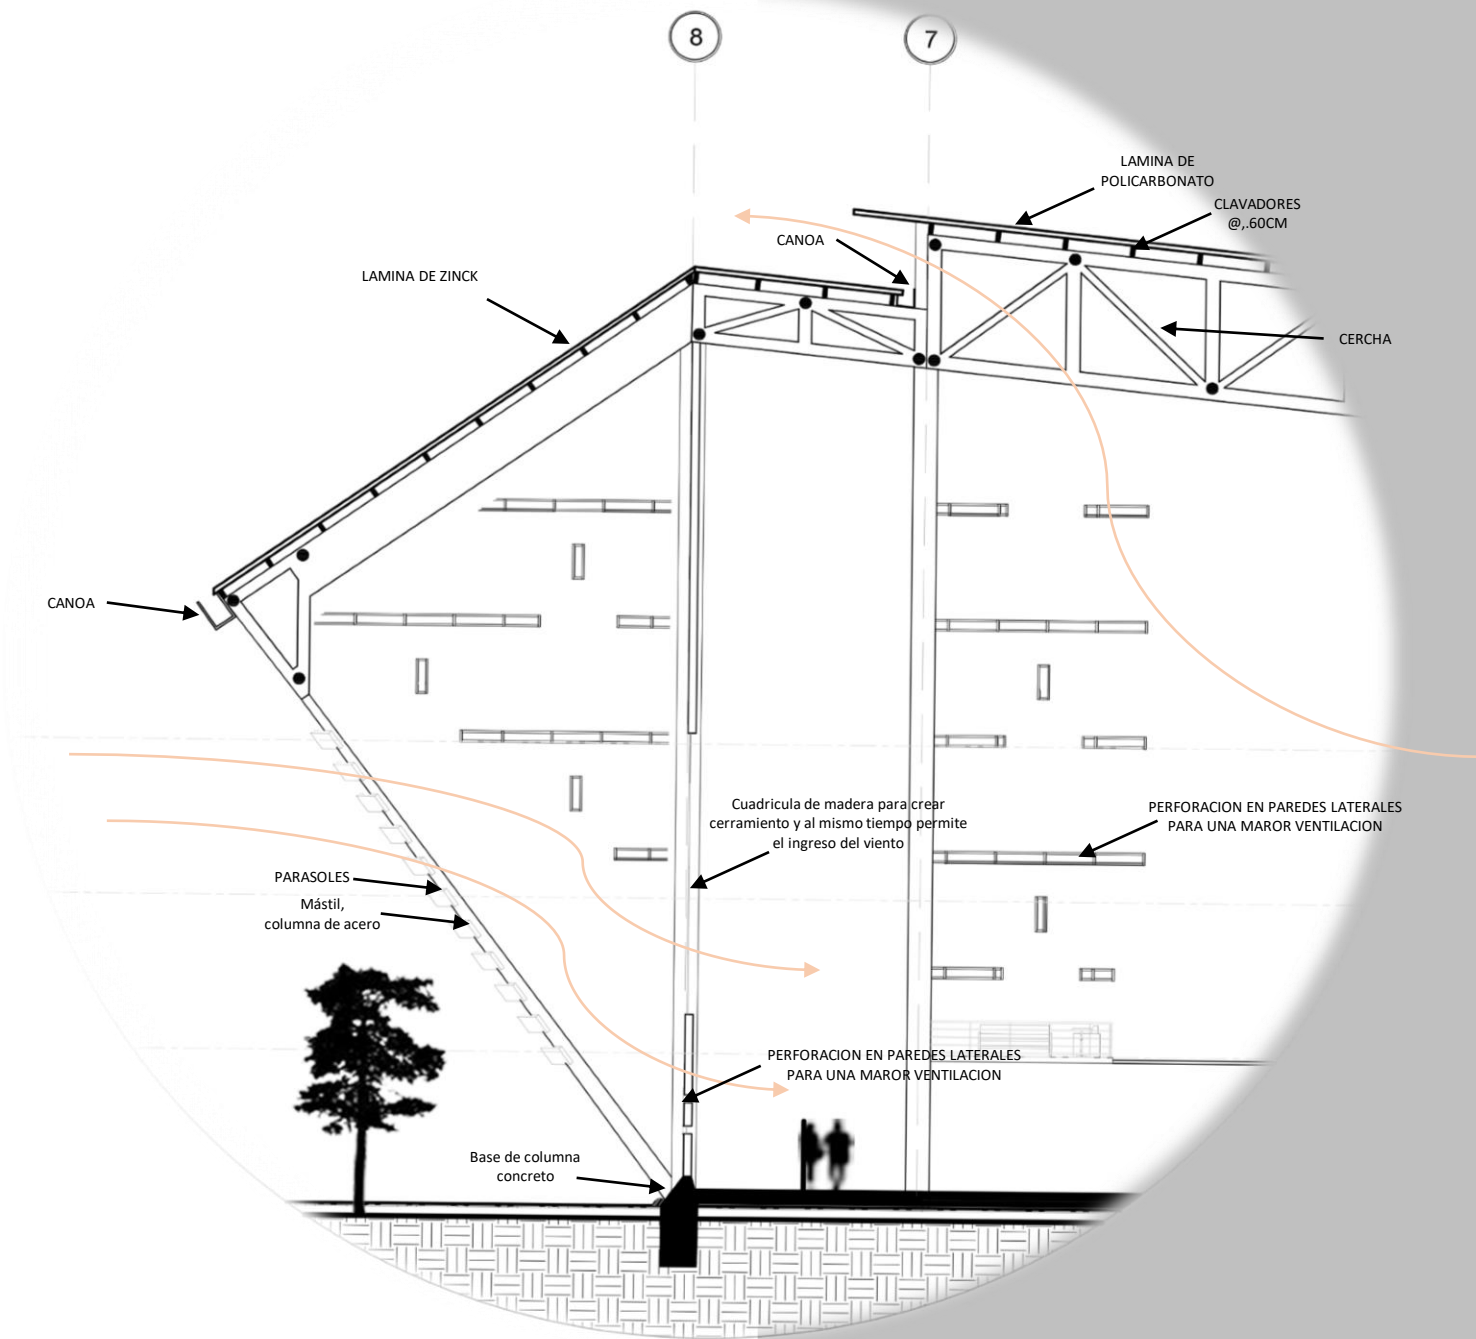 8
7
LAMINA DE
POLICARBONATO
CLAVADORES
@,.60CM
CANOA
LAMINA DE ZINCK
CERCHA
CANOA
Cuadricula de madera para crear
cerramiento y al mismo tiempo permite
el ingreso del viento
PERFORACION EN PAREDES LATERALES
PARA UNA MAROR VENTILACION
PARASOLES
Mástil,
columna de acero
PERFORACION EN PAREDES LATERALES
PARA UNA MAROR VENTILACION
Base de columna
concreto